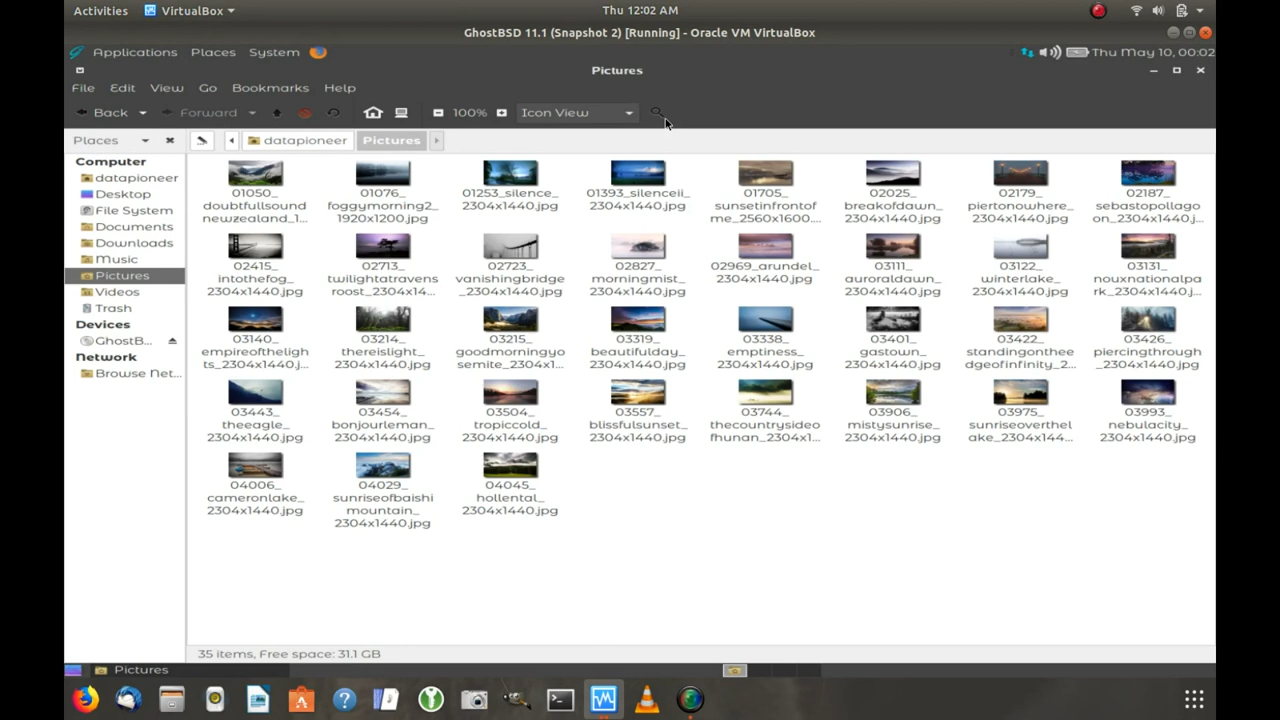 Activities VirtualBox Thu 12:02 AM
GhostBSD 11.1 (Snapshot 2) [Running] - Oracle VM VirtualBox
Applications Places System Thu May 10, 00:02
Pictures
File Edit View Go Bookmarks Help
Back Forward 100% Icon View
Places datapioneer Pictures
Computer
datapioneer
Desktop
File System
Documents
Downloads
Music
Pictures
Videos
Trash
Devices
GhostB...
Network
Browse Net...
01050_
doubtfullsound
newzealand_1...
01076_
foggymorning2_
1920x1200.jpg
01253_silence_
2304x1440.jpg
01393_silenceii_
2304x1440.jpg
01705_
sunsetinfrontof
me_2560x1600....
02025_
breakofdawn_
2304x1440.jpg
02179_
piertonowhere_
2304x1440.jpg
02187_
sebastopollago
on_2304x1440.j...
02415_
intothefog_
2304x1440.jpg
02713_
twilightatravens
roost_2304x14...
02723_
vanishingbridge
_2304x1440.jpg
02827_
morningmist_
2304x1440.jpg
02969_arundel_
2304x1440.jpg
03111_
auroraldawn_
2304x1440.jpg
03122_
winterlake_
2304x1440.jpg
03131_
nouxnationalpa
rk_2304x1440.j...
03140_
empireoftheligh
ts_2304x1440.j...
03214_
thereislight_
2304x1440.jpg
03215_
goodmorningyo
semite_2304x1...
03319_
beautifulday_
2304x1440.jpg
03338_
emptiness_
2304x1440.jpg
03401_
gastown_
2304x1440.jpg
03422_
standingonthee
dgeofinfinity_2...
03426_
piercingthrough
_2304x1440.jpg
03443_
theeagle_
2304x1440.jpg
03454_
bonjourleman_
2304x1440.jpg
03504_
tropiccold_
2304x1440.jpg
03557_
blissfulsunset_
2304x1440.jpg
03744_
thecountrysideo
fhunan_2304x1...
03906_
mistysunrise_
2304x1440.jpg
03975_
sunriseoverthel
ake_2304x144...
03993_
nebulacity_
2304x1440.jpg
04006_
cameronlake_
2304x1440.jpg
04029_
sunriseofbaishi
mountain_
2304x1440.jpg
04045_
hollental_
2304x1440.jpg
35 items, Free space: 31.1 GB
Pictures